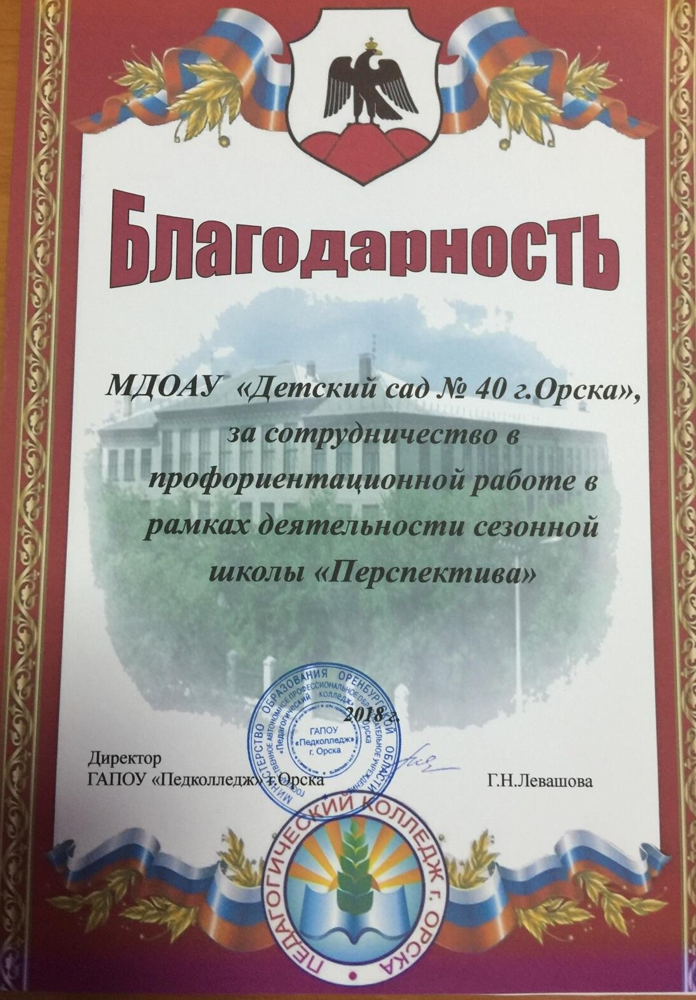 Благодарность
МДОАУ «Детский сад № 40 г.Орска»,
за сотрудничество в
профориентационной работе в
рамках деятельности сезонной
школы «Перспектива»
МИНИСТЕРСТВО ОБРАЗОВАНИЯ ОРЕНБУРГСКОЙ ОБЛАСТИ
ГОСУДАРСТВЕННОЕ АВТОНОМНОЕ ПРОФЕССИОНАЛЬНОЕ ОБРАЗОВАТЕЛЬНОЕ УЧРЕЖДЕНИЕ
«Педагогический колледж» г. Орска
ГАПОУ
«Педколледж»
г. Орска
2018 г.
Директор
ГАПОУ «Педколледж» г.Орска
Г.Н.Левашова
ПЕДАГОГИЧЕСКИЙ КОЛЛЕДЖ г. ОРСКА